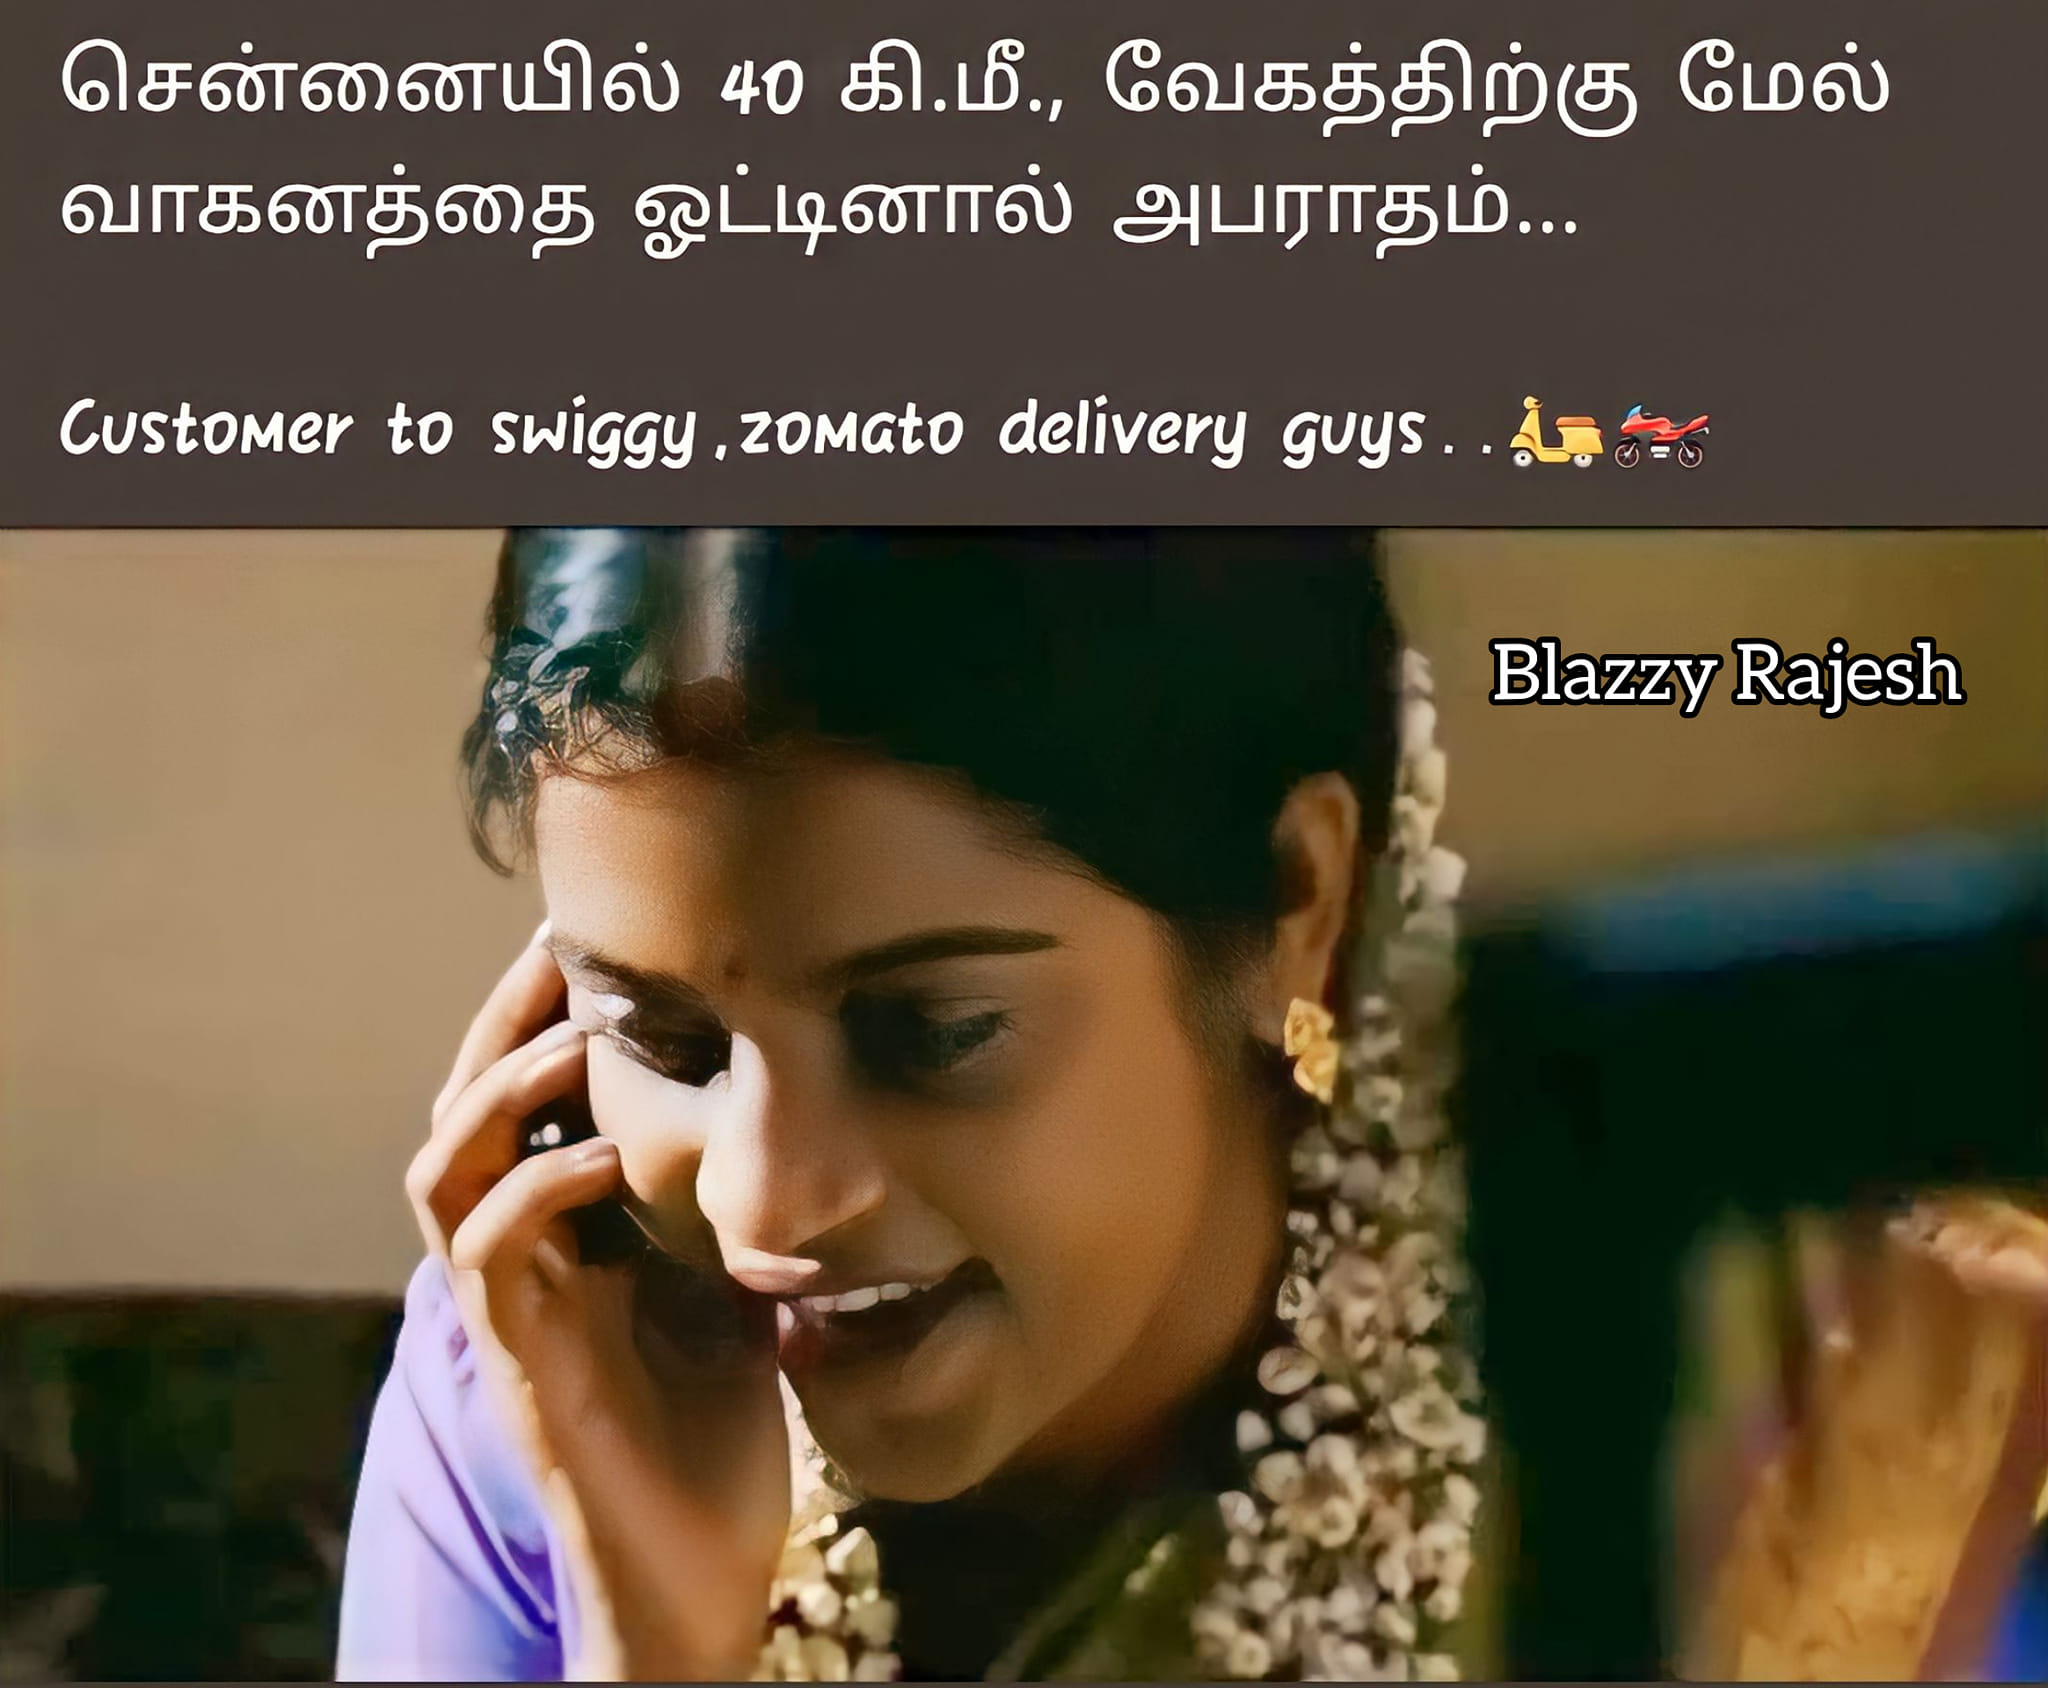 சென்னையில் 40 கி.மீ., வேகத்திற்கு மேல்
வாகனத்தை ஓட்டினால் அபராதம்...
Customer to swiggy ,zomato delivery guys . .🛵🏍️
Blazzy Rajesh